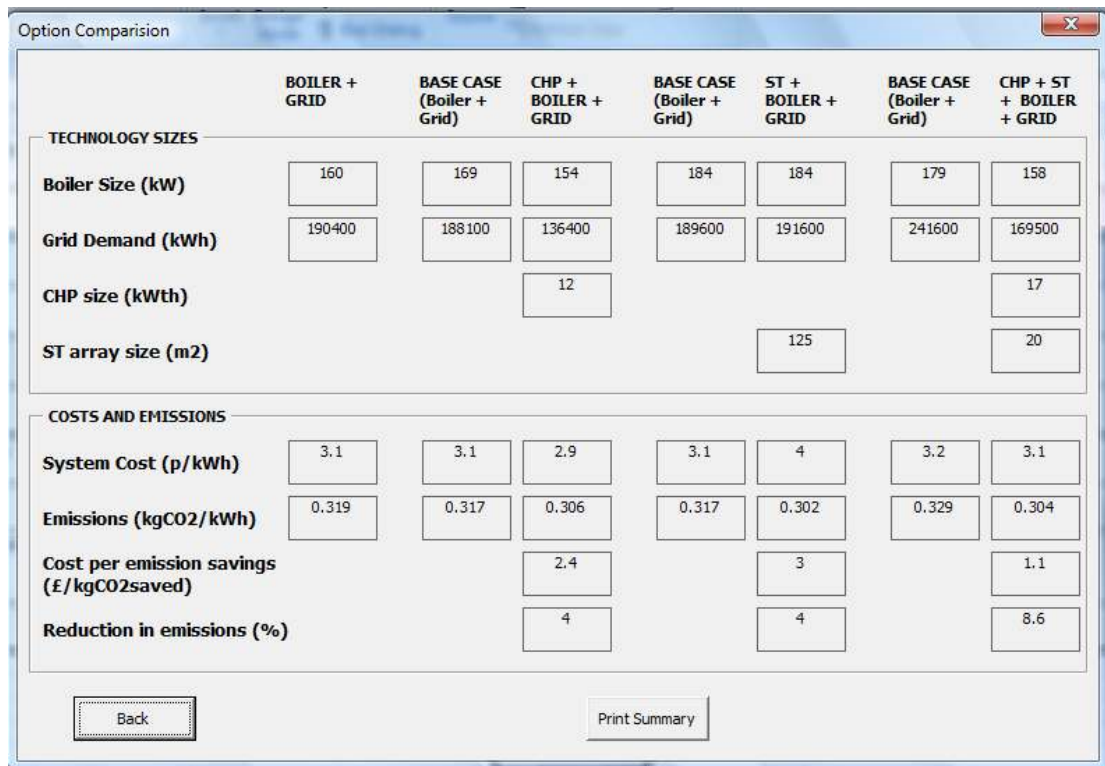 Option Comparision
BOILER + GRID
BASE CASE (Boiler + Grid)
CHP + BOILER + GRID
BASE CASE (Boiler + Grid)
ST + BOILER + GRID
BASE CASE (Boiler + Grid)
CHP + ST + BOILER + GRID
TECHNOLOGY SIZES
Boiler Size (kW) 160 169 154 184 184 179 158
Grid Demand (kWh) 190400 188100 136400 189600 191600 241600 169500
CHP size (kWth) 12 17
ST array size (m2) 125 20
COSTS AND EMISSIONS
System Cost (p/kWh) 3.1 3.1 2.9 3.1 4 3.2 3.1
Emissions (kgCO2/kWh) 0.319 0.317 0.306 0.317 0.302 0.329 0.304
Cost per emission savings
(£/kgCO2saved) 2.4 3 1.1
Reduction in emissions (%) 4 4 8.6
Back Print Summary